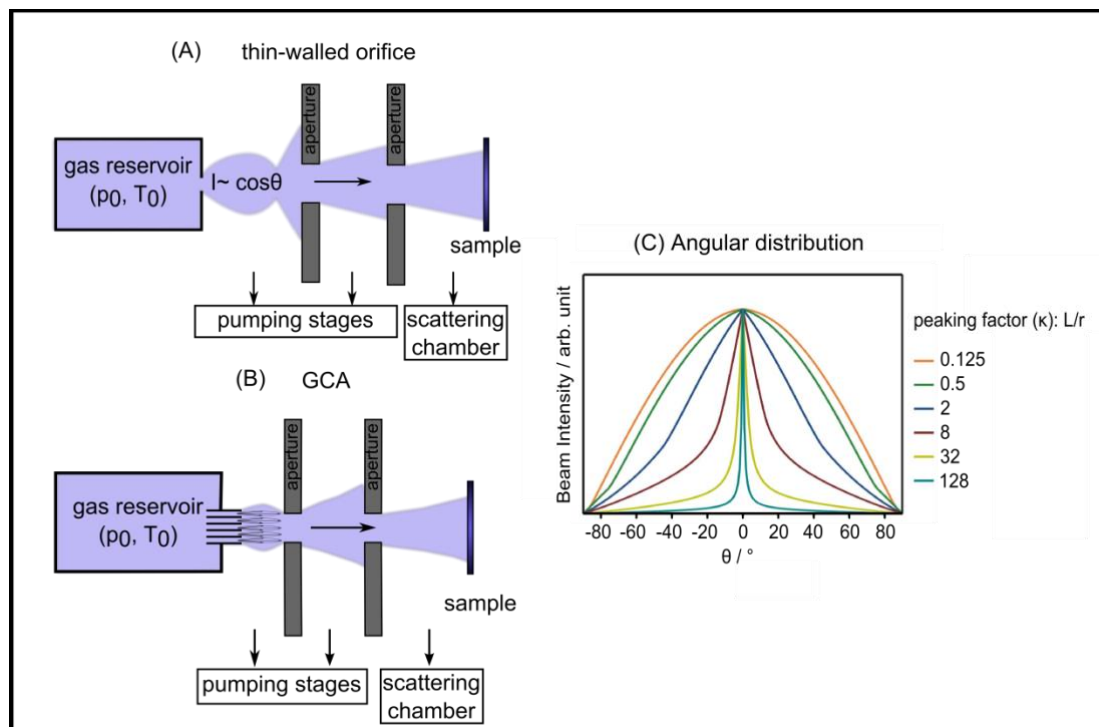 (A) thin-walled orifice
aperture
aperture
gas reservoir
(p0, T0)
I~ cosθ
sample
pumping stages
scattering
chamber
(B) GCA
aperture
aperture
gas reservoir
(p0, T0)
sample
pumping stages
scattering
chamber
(C) Angular distribution
Beam Intensity / arb. unit
-80 -60 -40 -20 0 20 40 60 80
θ / °
peaking factor (κ): L/r
0.125
0.5
2
8
32
128